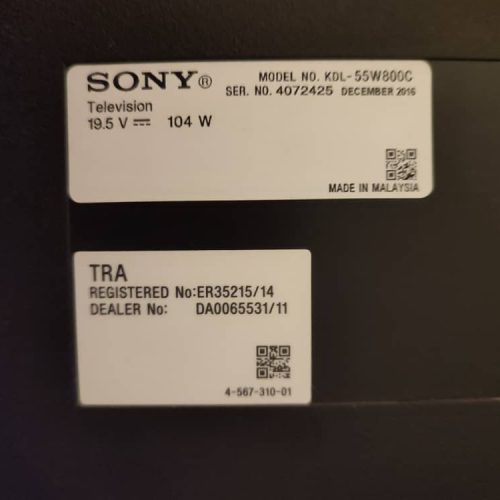 SONY® MODEL NO. KDL-55W800C
Television SER. NO. 4072425 DECEMBER 2016
19.5 V ⎓ 104 W
MADE IN MALAYSIA
TRA
REGISTERED No:ER35215/14
DEALER No: DA0065531/11
4-567-310-01